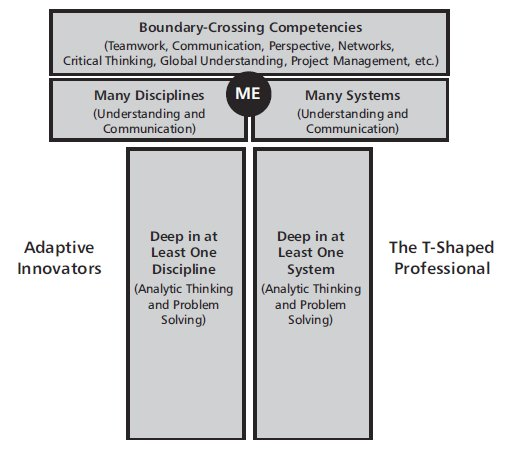 Boundary-Crossing Competencies
(Teamwork, Communication, Perspective, Networks,
Critical Thinking, Global Understanding, Project Management, etc.)
Many Disciplines
(Understanding and
Communication)
ME
Many Systems
(Understanding and
Communication)
Adaptive
Innovators
Deep in at
Least One
Discipline
(Analytic Thinking
and Problem
Solving)
Deep in at
Least One
System
(Analytic Thinking
and Problem
Solving)
The T-Shaped
Professional